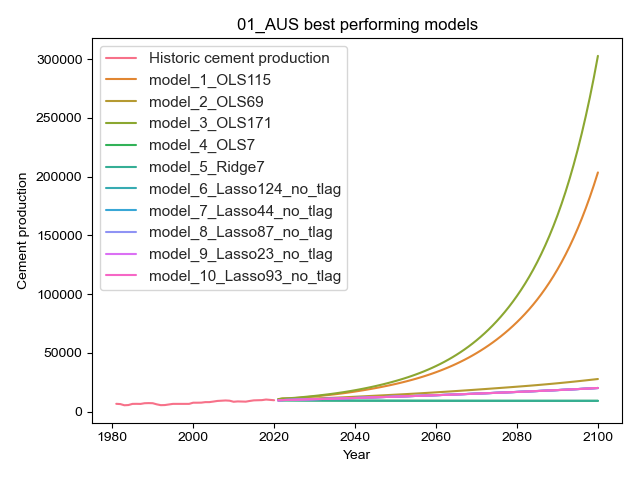 01_AUS best performing models
Cement production
300000
250000
200000
150000
100000
50000
0
Historic cement production
model_1_OLS115
model_2_OLS69
model_3_OLS171
model_4_OLS7
model_5_Ridge7
model_6_Lasso124_no_tlag
model_7_Lasso44_no_tlag
model_8_Lasso87_no_tlag
model_9_Lasso23_no_tlag
model_10_Lasso93_no_tlag
1980 2000 2020 2040 2060 2080 2100
Year